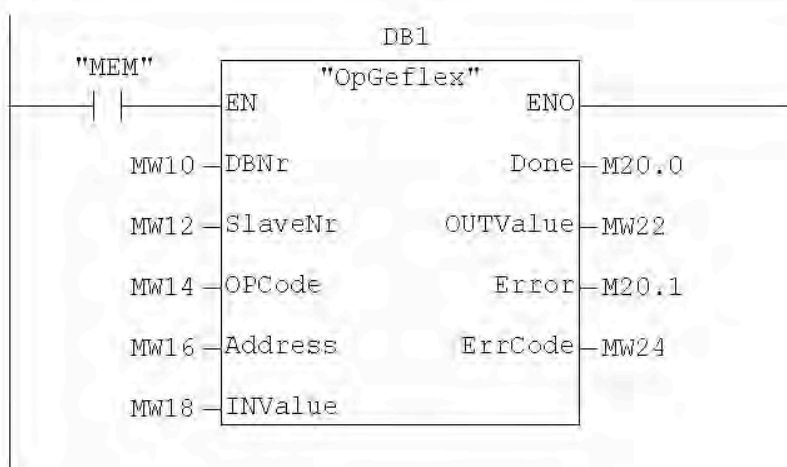 DB1
"MEM"
"OpGeflex"
EN ENO
MW10 DBNr Done M20.0
MW12 SlaveNr OUTValue MW22
MW14 OPCode Error M20.1
MW16 Address ErrCode MW24
MW18 INValue